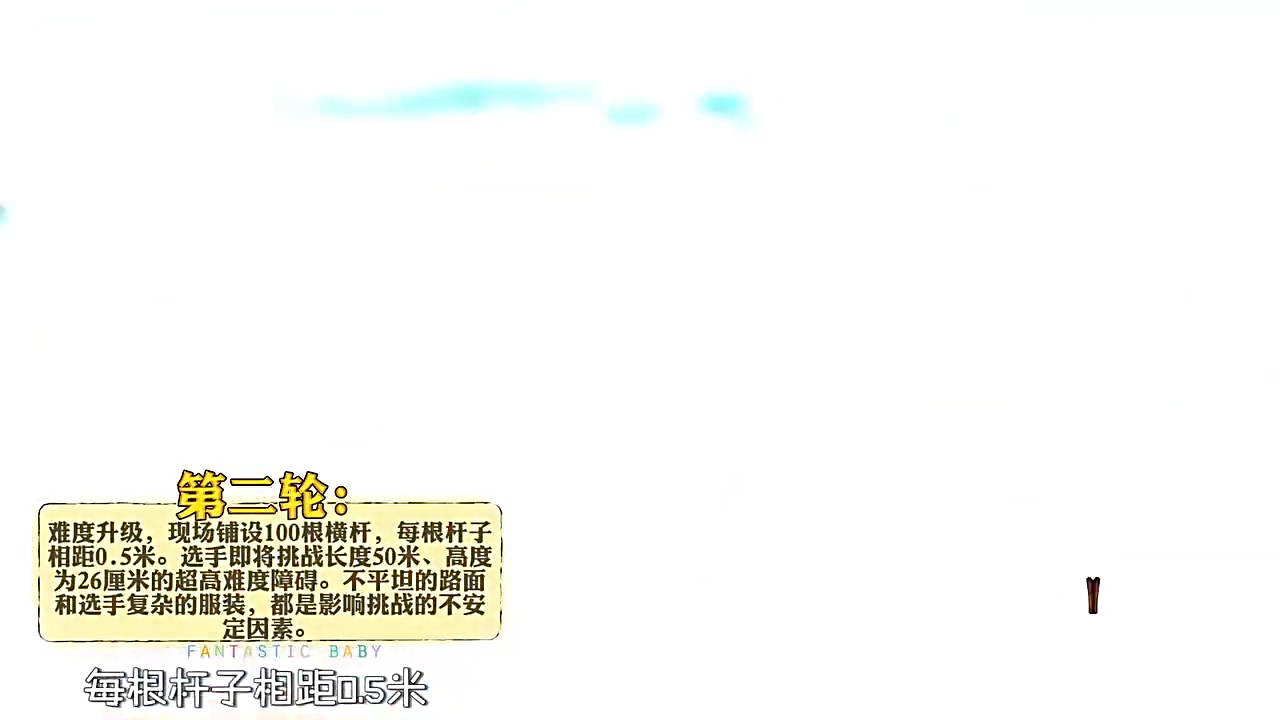 第二轮：
难度升级，现场铺设100根横杆，每根杆子
相距0.5米。选手即将挑战长度50米、高度
为26厘米的超高难度障碍。不平坦的路面
和选手复杂的服装，都是影响挑战的不安
定因素。
FANTASTIC BABY
每根杆子相距0.5米